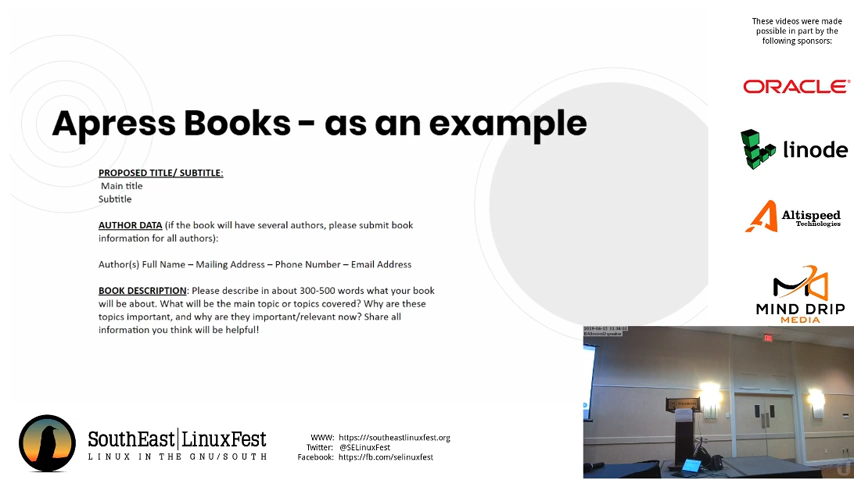 These videos were made
possible in part by the
following sponsors:
ORACLE
linode
Altispeed
Technologies
MIND DRIP
MEDIA
Apress Books - as an example
PROPOSED TITLE/ SUBTITLE:
Main title
Subtitle
AUTHOR DATA (if the book will have several authors, please submit book
information for all authors):
Author(s) Full Name – Mailing Address – Phone Number – Email Address
BOOK DESCRIPTION: Please describe in about 300-500 words what your book
will be about. What will be the main topic or topics covered? Why are these
topics important, and why are they important/relevant now? Share all
information you think will be helpful!
SouthEast|LinuxFest
LINUX IN THE GNU/SOUTH
WWW: https://southeastlinuxfest.org
Twitter: @SELinuxFest
Facebook: https://fb.com/selinuxfest